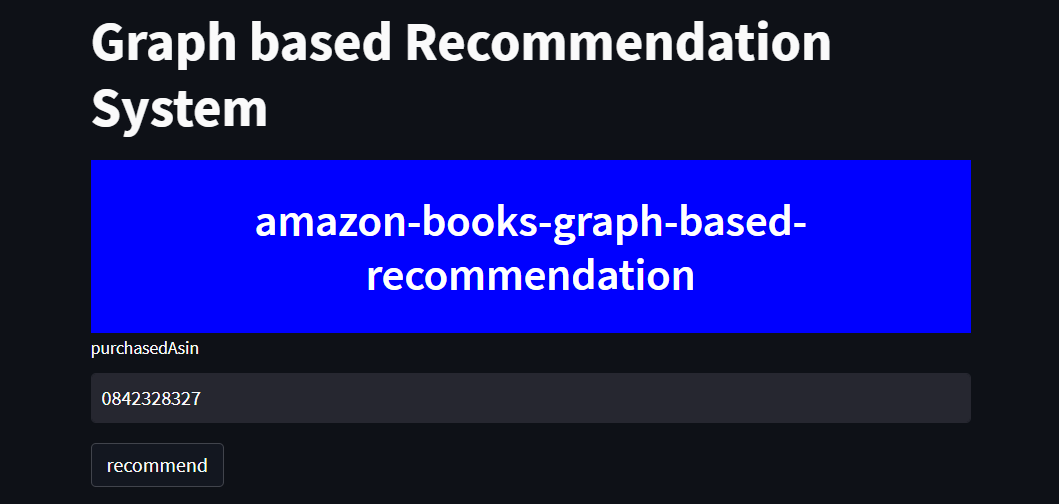 Graph based Recommendation
System
amazon-books-graph-based-
recommendation
purchasedAsin
0842328327
recommend